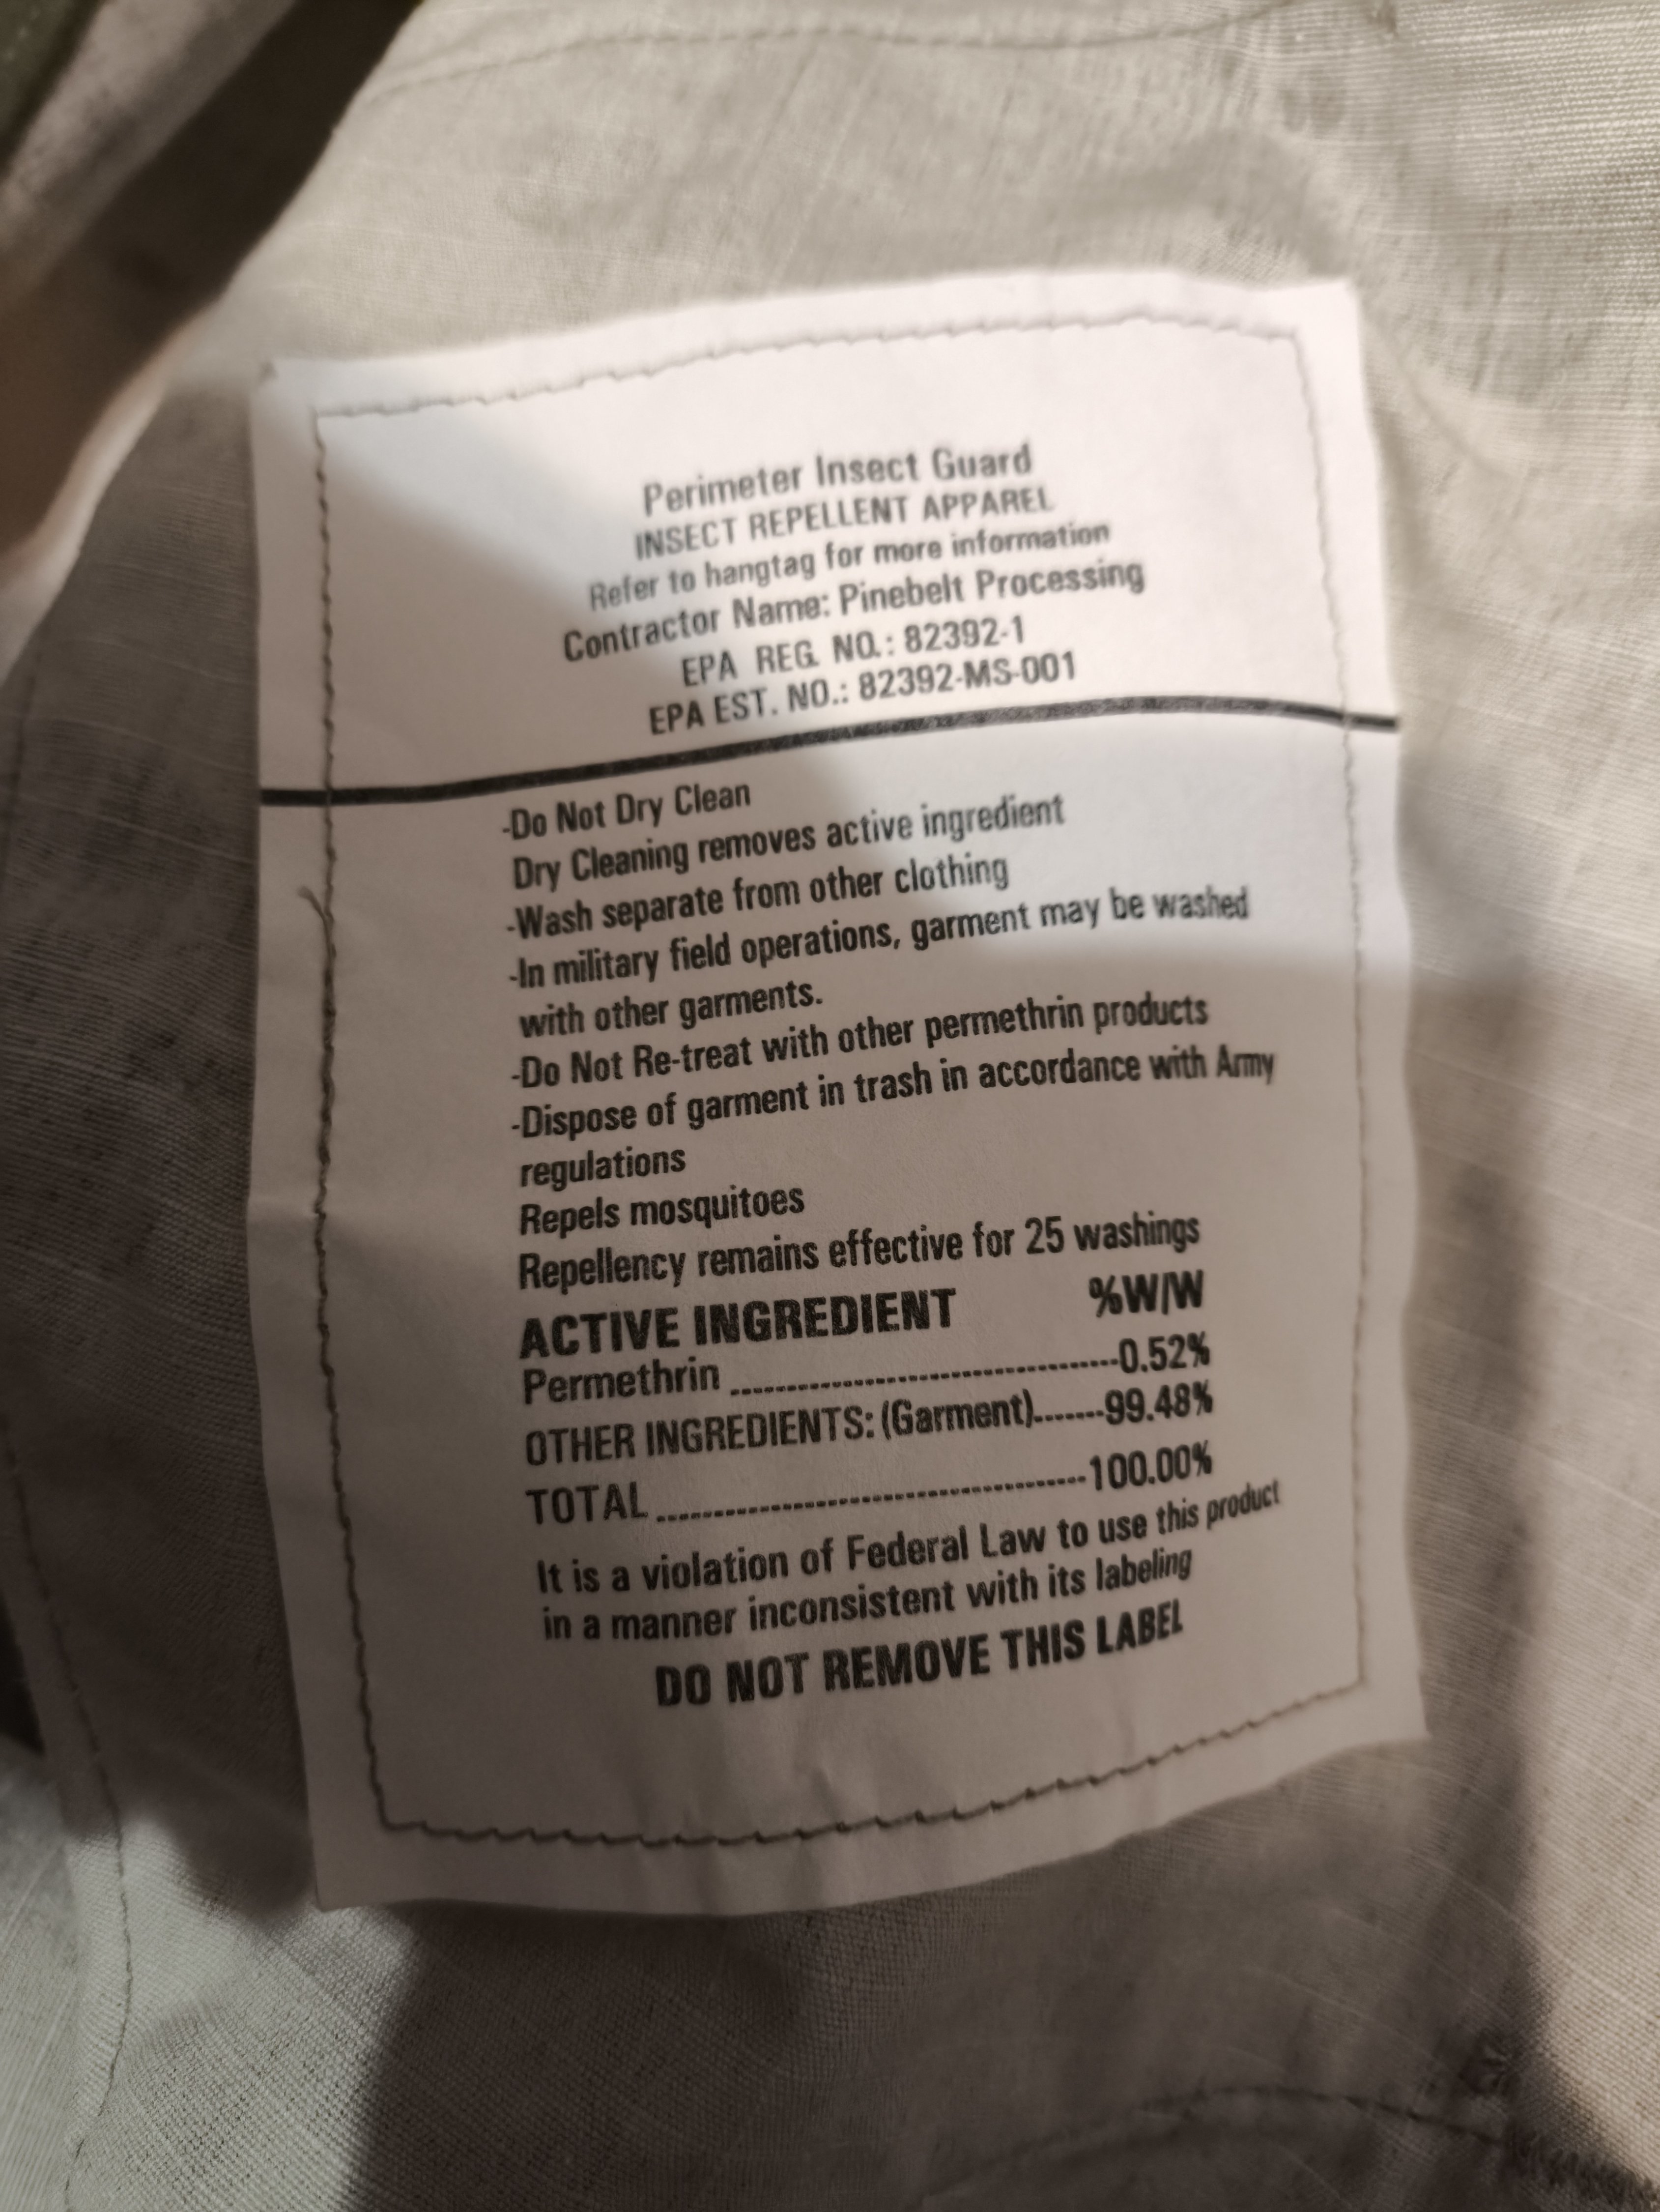 Perimeter Insect Guard
INSECT REPELLENT APPAREL
Refer to hangtag for more information
Contractor Name: Pinebelt Processing
EPA REG. NO.: 82392-1
EPA EST. NO.: 82392-MS-001
-Do Not Dry Clean
Dry Cleaning removes active ingredient
-Wash separate from other clothing
-In military field operations, garment may be washed
with other garments.
-Do Not Re-treat with other permethrin products
-Dispose of garment in trash in accordance with Army
regulations
Repels mosquitoes
Repellency remains effective for 25 washings
ACTIVE INGREDIENT %W/W
Permethrin ........................................0.52%
OTHER INGREDIENTS: (Garment).......99.48%
TOTAL .............................................100.00%
It is a violation of Federal Law to use this product
in a manner inconsistent with its labeling
DO NOT REMOVE THIS LABEL